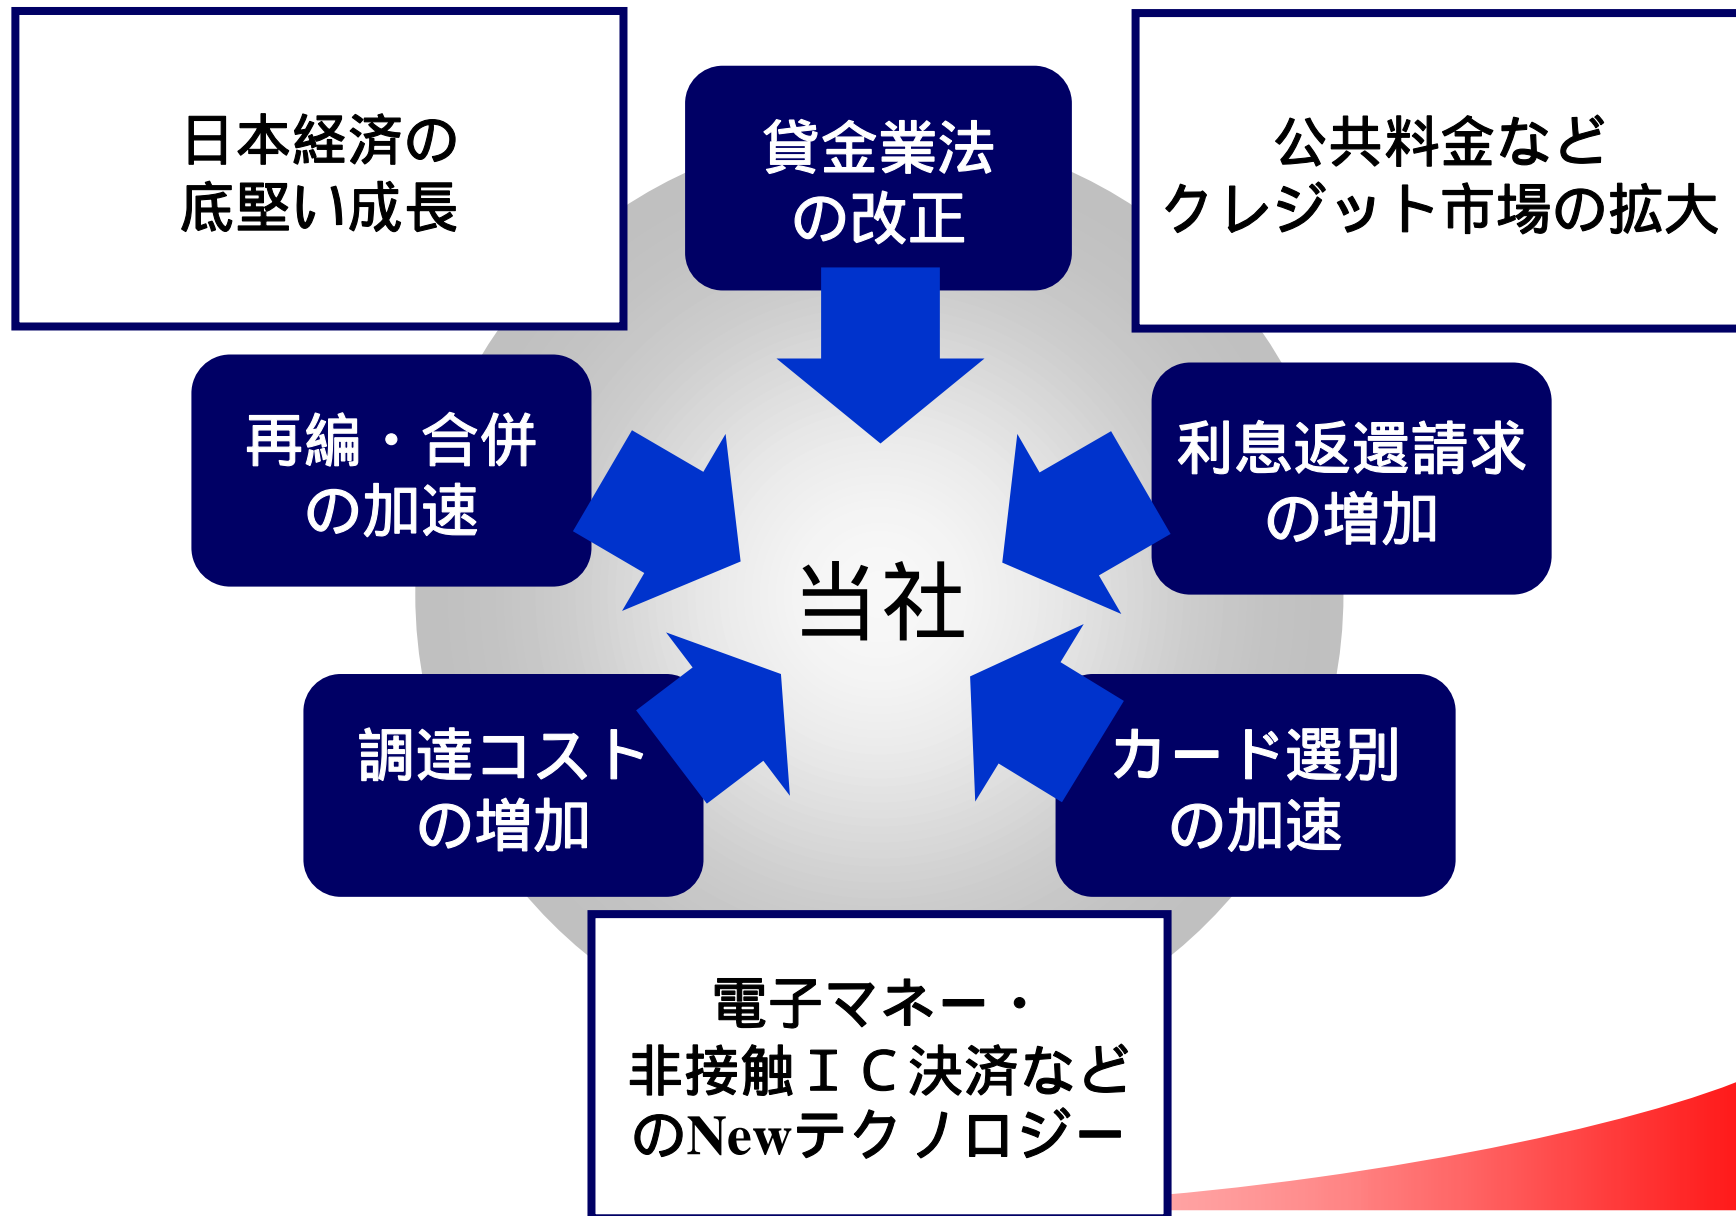 日本経済の
底堅い成長
貸金業法
の改正
公共料金など
クレジット市場の拡大
再編・合併
の加速
利息返還請求
の増加
当社
調達コスト
の増加
カード選別
の加速
電子マネー・
非接触ＩＣ決済など
のNewテクノロジー